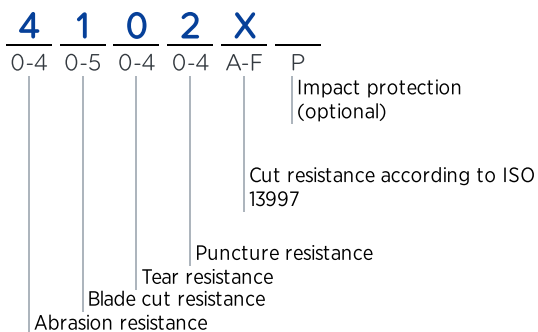 4 1 0 2 X
0-4 0-5 0-4 0-4 A-F P
Impact protection
(optional)
Cut resistance according to ISO
13997
Puncture resistance
Tear resistance
Blade cut resistance
Abrasion resistance